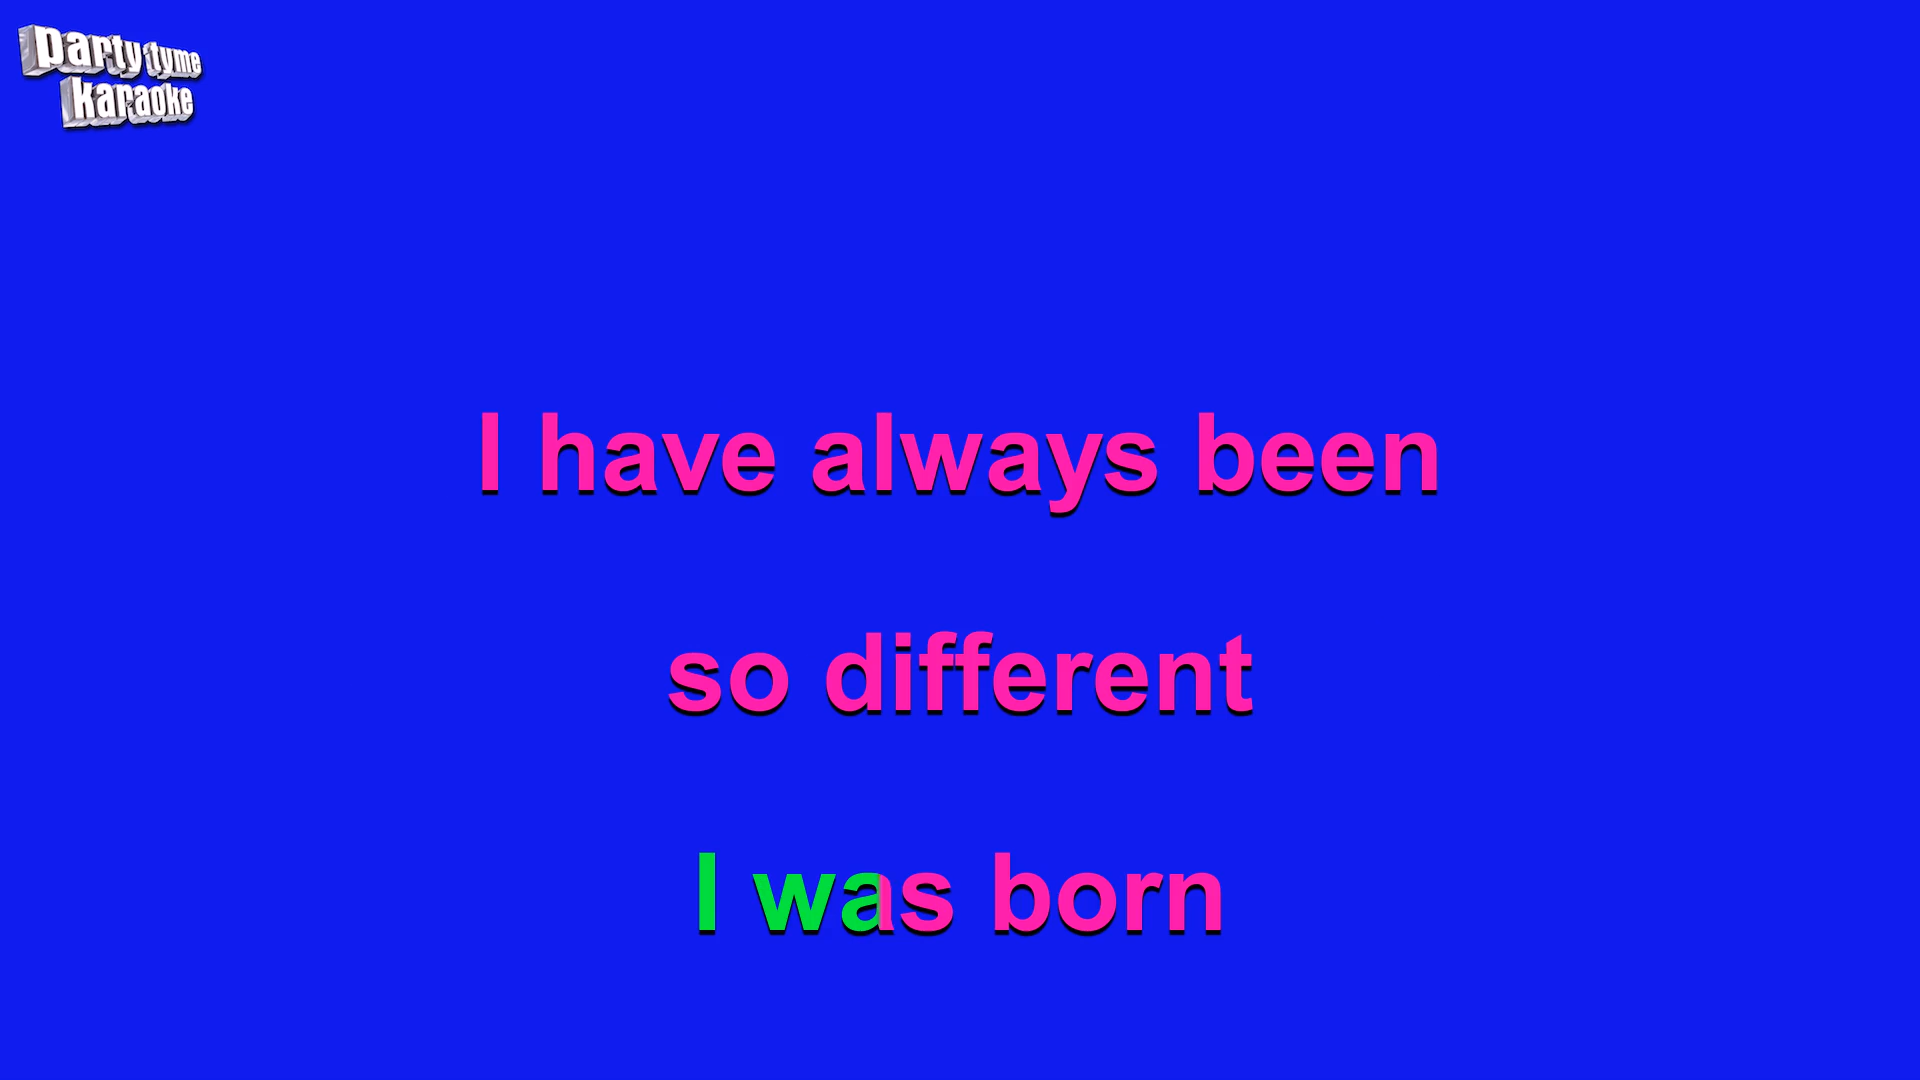 party tyme
karaoke
I have always been
so different
I was born